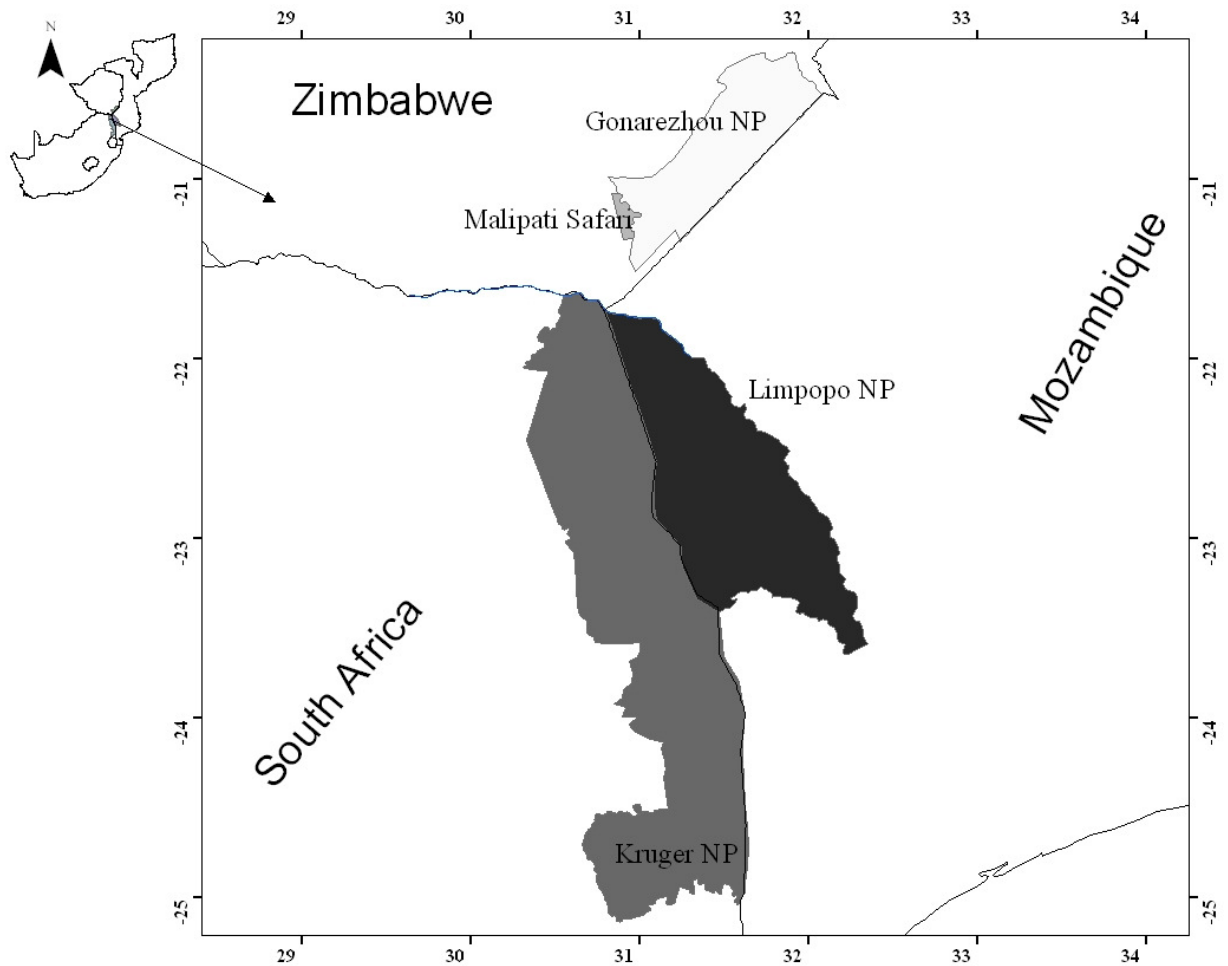 29 30 31 32 33 34
N
Zimbabwe
Gonarezhou NP
-21 -21
Malipati Safari
Mozambique
-22 -22
Limpopo NP
-23 -23
South Africa
-24 -24
Kruger NP
-25 -25
29 30 31 32 33 34